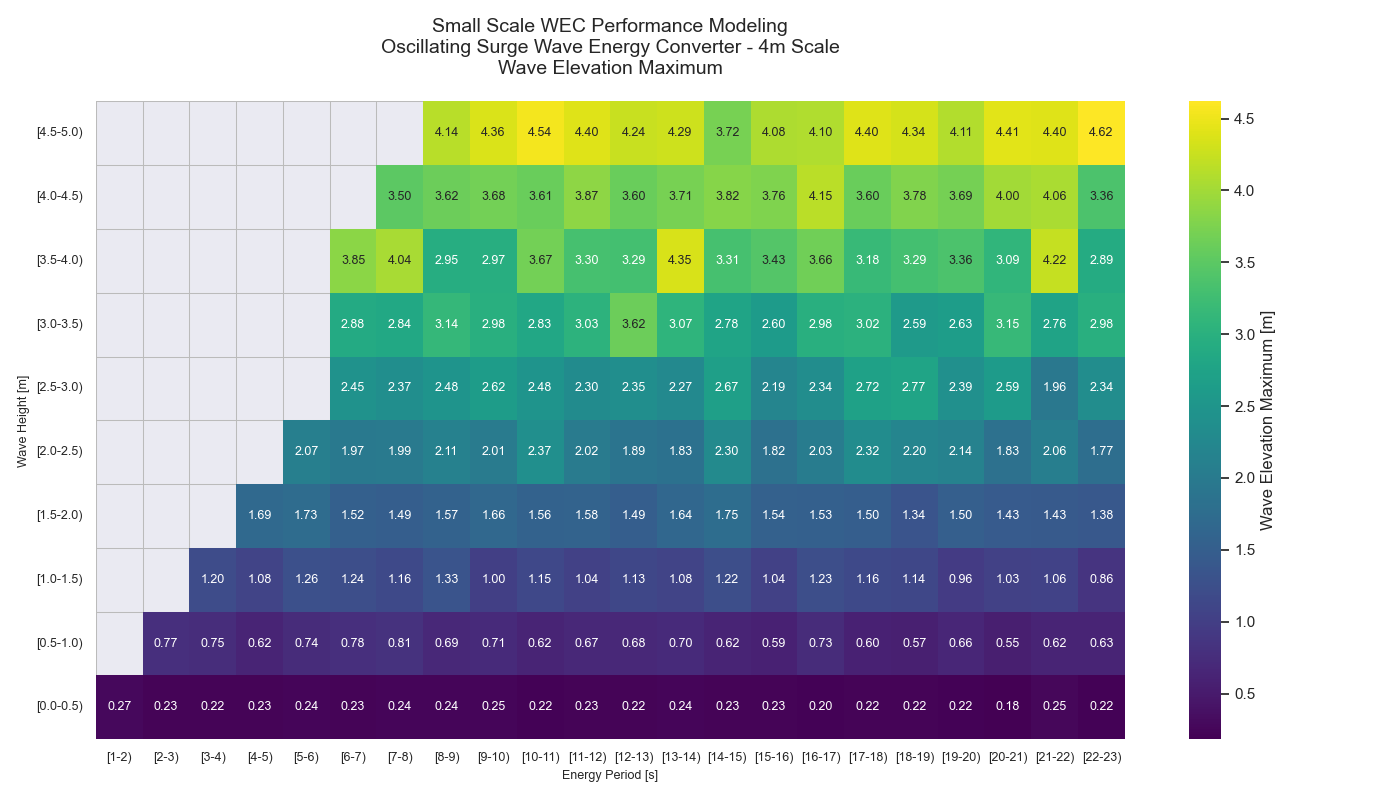 Small Scale WEC Performance Modeling
Oscillating Surge Wave Energy Converter - 4m Scale
Wave Elevation Maximum
[4.5-5.0) 4.14 4.36 4.54 4.40 4.24 4.29 3.72 4.08 4.10 4.40 4.34 4.11 4.41 4.40 4.62
[4.0-4.5) 3.50 3.62 3.68 3.61 3.87 3.60 3.71 3.82 3.76 4.15 3.60 3.78 3.69 4.00 4.06 3.36
[3.5-4.0) 3.85 4.04 2.95 2.97 3.67 3.30 3.29 4.35 3.31 3.43 3.66 3.18 3.29 3.36 3.09 4.22 2.89
[3.0-3.5) 2.88 2.84 3.14 2.98 2.83 3.03 3.62 3.07 2.78 2.60 2.98 3.02 2.59 2.63 3.15 2.76 2.98
[2.5-3.0) 2.45 2.37 2.48 2.62 2.48 2.30 2.35 2.27 2.67 2.19 2.34 2.72 2.77 2.39 2.59 1.96 2.34
[2.0-2.5) 2.07 1.97 1.99 2.11 2.01 2.37 2.02 1.89 1.83 2.30 1.82 2.03 2.32 2.20 2.14 1.83 2.06 1.77
[1.5-2.0) 1.69 1.73 1.52 1.49 1.57 1.66 1.56 1.58 1.49 1.64 1.75 1.54 1.53 1.50 1.34 1.50 1.43 1.43 1.38
[1.0-1.5) 1.20 1.08 1.26 1.24 1.16 1.33 1.00 1.15 1.04 1.13 1.08 1.22 1.04 1.23 1.16 1.14 0.96 1.03 1.06 0.86
[0.5-1.0) 0.77 0.75 0.62 0.74 0.78 0.81 0.69 0.71 0.62 0.67 0.68 0.70 0.62 0.59 0.73 0.60 0.57 0.66 0.55 0.62 0.63
[0.0-0.5) 0.27 0.23 0.22 0.23 0.24 0.23 0.24 0.24 0.25 0.22 0.23 0.22 0.24 0.23 0.23 0.20 0.22 0.22 0.22 0.18 0.25 0.22
[1-2) [2-3) [3-4) [4-5) [5-6) [6-7) [7-8) [8-9) [9-10) [10-11) [11-12) [12-13) [13-14) [14-15) [15-16) [16-17) [17-18) [18-19) [19-20) [20-21) [21-22) [22-23)
Energy Period [s]
Wave Height [m]
4.5
4.0
3.5
3.0
2.5
2.0
1.5
1.0
0.5
Wave Elevation Maximum [m]